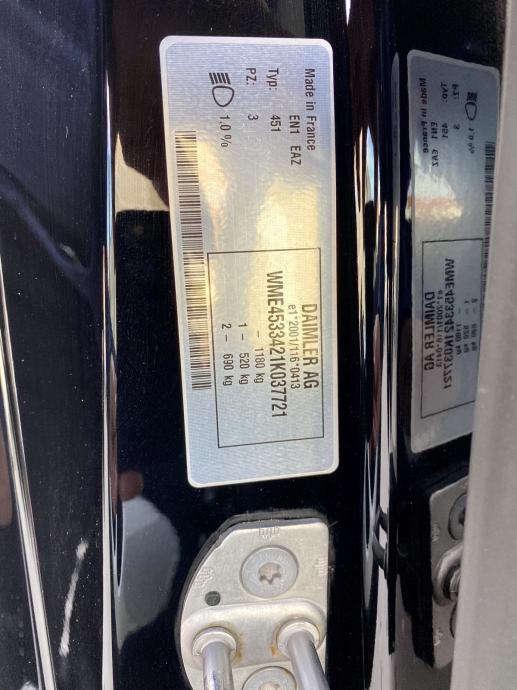 DAIMLER AG
e1*2001/116*0413
WME4533421K037721
- 1180 kg
1 - 520 kg
2 - 690 kg
Made in France
EN1 EAZ
Typ: 451
PZ: 3
1.0 %